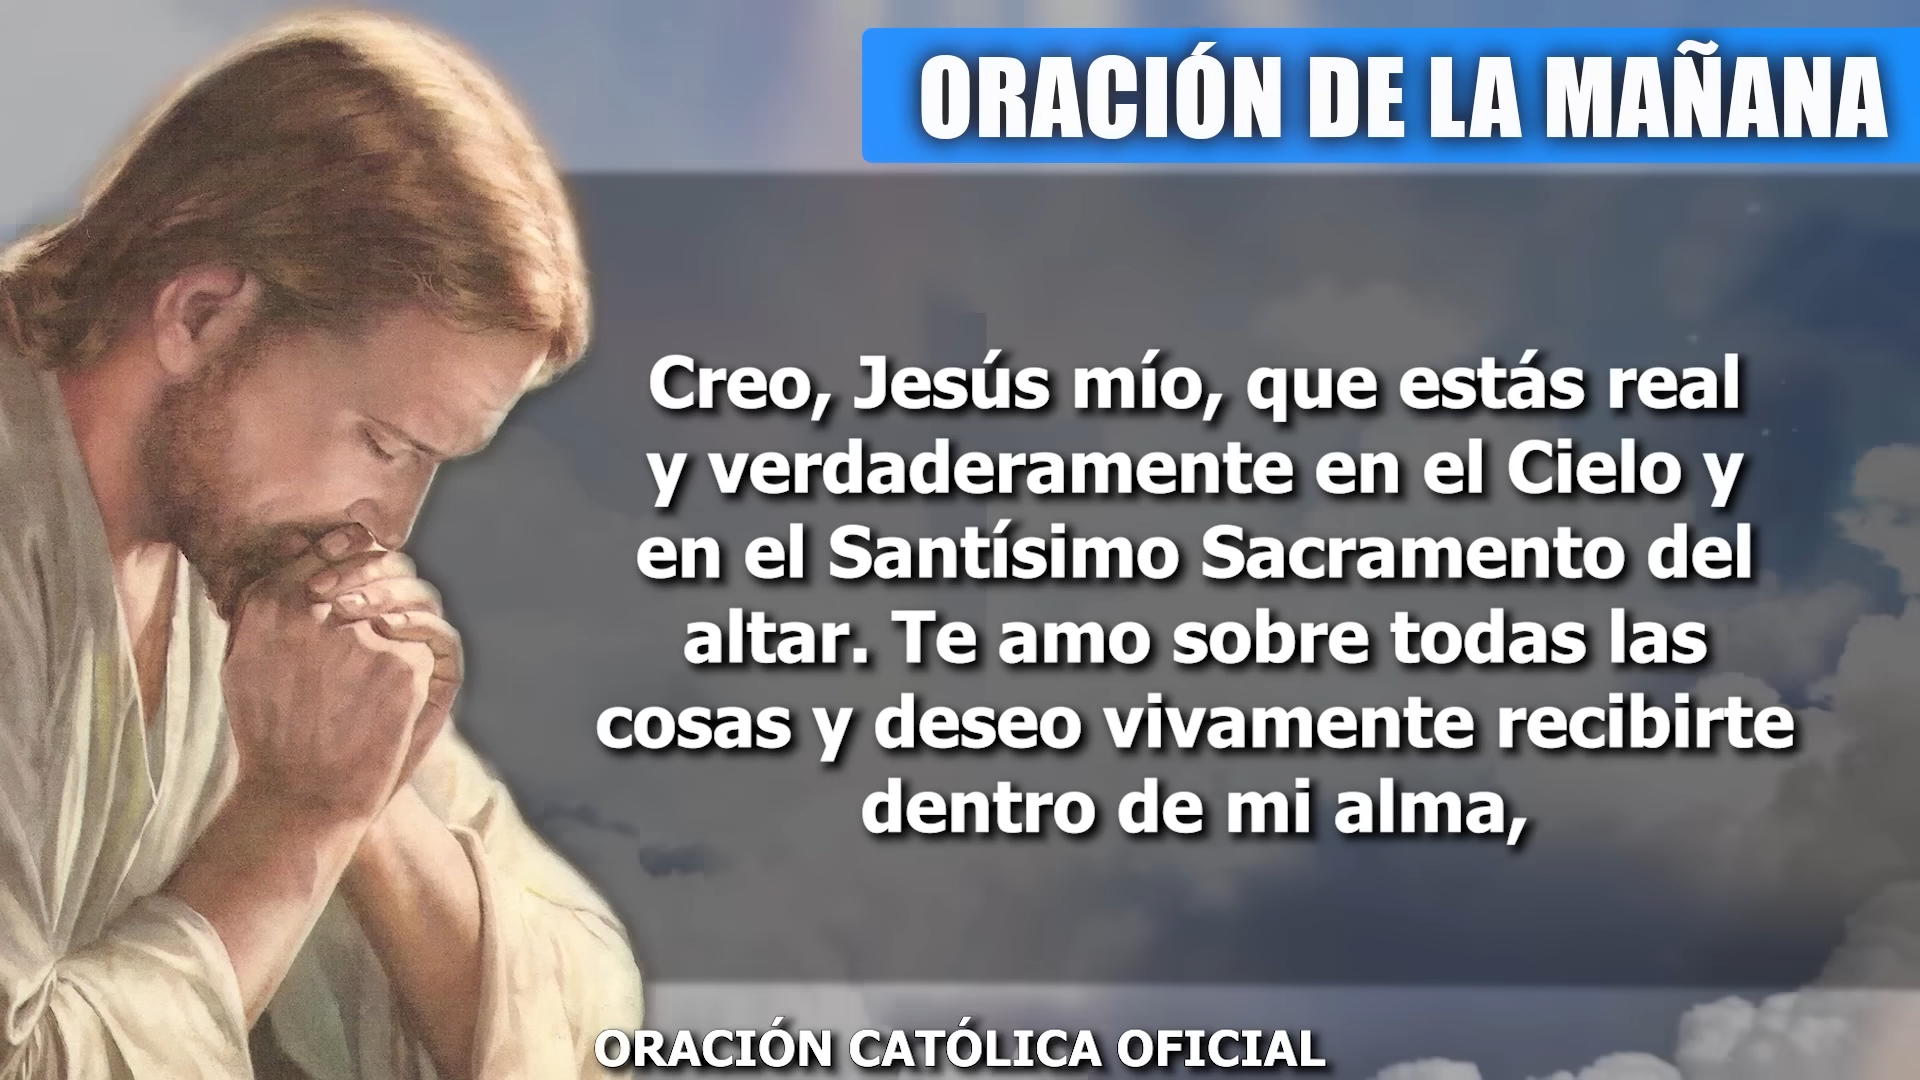 ORACIÓN DE LA MAÑANA
Creo, Jesús mío, que estás real
y verdaderamente en el Cielo y
en el Santísimo Sacramento del
altar. Te amo sobre todas las
cosas y deseo vivamente recibirte
dentro de mi alma,
ORACIÓN CATÓLICA OFICIAL